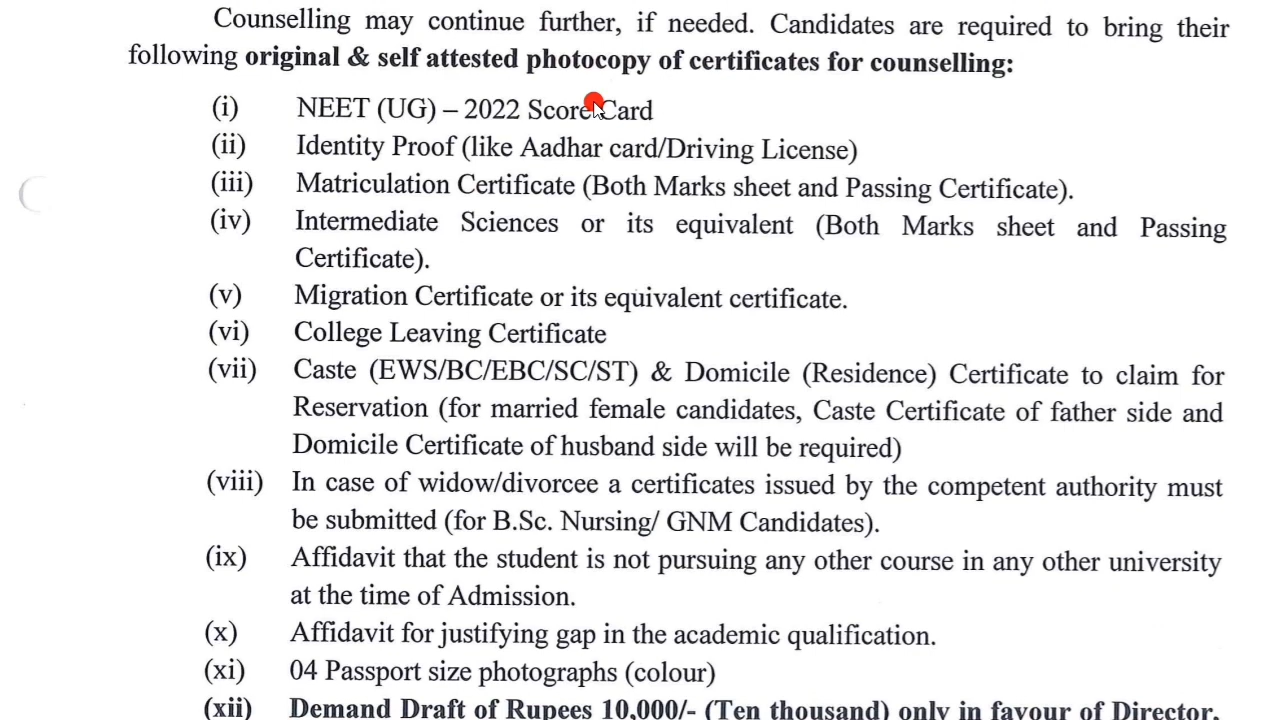 Counselling may continue further, if needed. Candidates are required to bring their
following original & self attested photocopy of certificates for counselling:
(i) NEET (UG) – 2022 Score Card
(ii) Identity Proof (like Aadhar card/Driving License)
(iii) Matriculation Certificate (Both Marks sheet and Passing Certificate).
(iv) Intermediate Sciences or its equivalent (Both Marks sheet and Passing
Certificate).
(v) Migration Certificate or its equivalent certificate.
(vi) College Leaving Certificate
(vii) Caste (EWS/BC/EBC/SC/ST) & Domicile (Residence) Certificate to claim for
Reservation (for married female candidates, Caste Certificate of father side and
Domicile Certificate of husband side will be required)
(viii) In case of widow/divorcee a certificates issued by the competent authority must
be submitted (for B.Sc. Nursing/ GNM Candidates).
(ix) Affidavit that the student is not pursuing any other course in any other university
at the time of Admission.
(x) Affidavit for justifying gap in the academic qualification.
(xi) 04 Passport size photographs (colour)
(xii) Demand Draft of Rupees 10,000/- (Ten thousand) only in favour of Director,